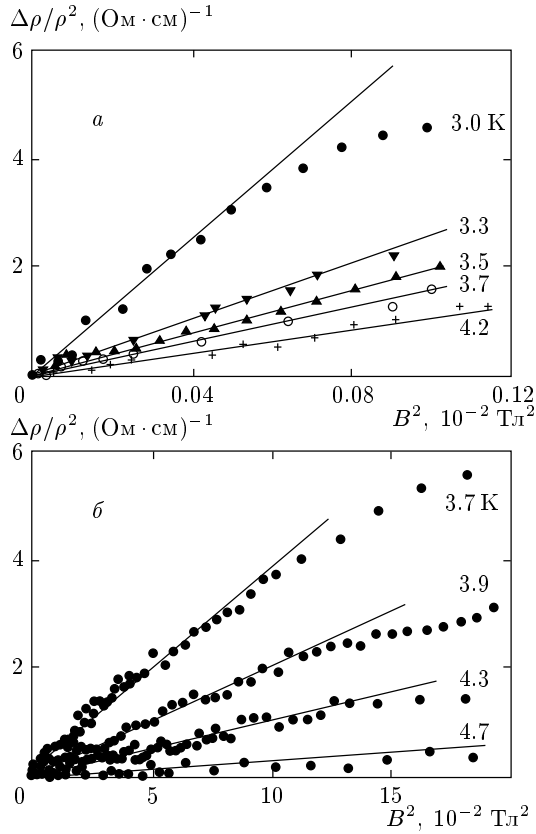 Δρ/ρ², (Ом · см)⁻¹
6
а
3.0 K
4
3.3
3.5
2
3.7
4.2
0
0.04
0.08
0.12
B², 10⁻² Тл²
Δρ/ρ², (Ом · см)⁻¹
6
б
3.7 K
4
3.9
2
4.3
4.7
0
5
10
15
B², 10⁻² Тл²